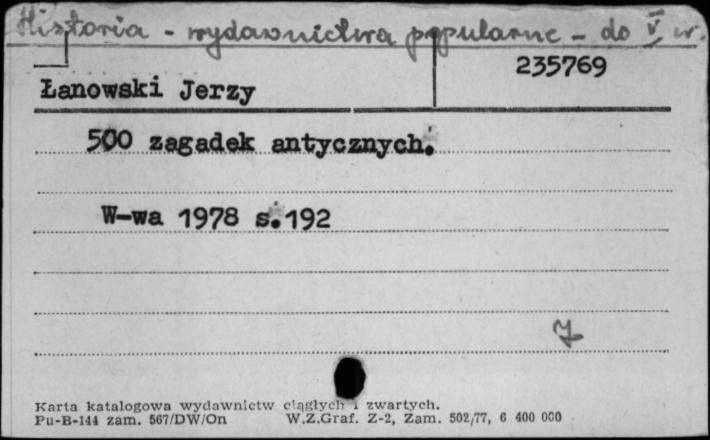 Historia - wydawnictwa popularne - do V w.
235769
Łanowski Jerzy
500 zagadek antycznych.
W-wa 1978 s.192
Karta katalogowa wydawnictw ciągłych i zwartych.
Pu-B-144 zam. 567/DW/On W.Z.Graf. Z-2, Zam. 502/77, 6 400 000